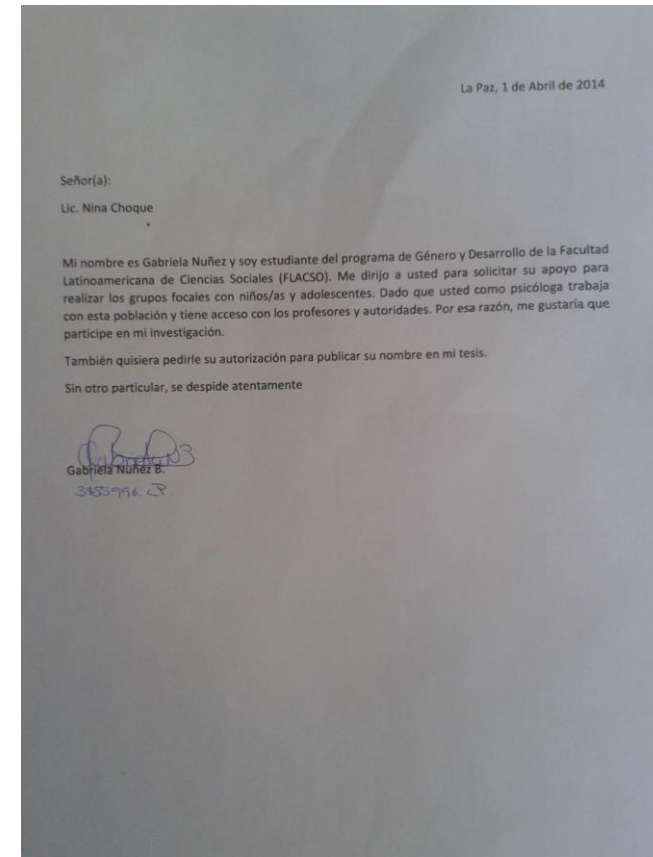 La Paz, 1 de Abril de 2014
Señor(a):
Lic. Nina Choque
Mi nombre es Gabriela Nuñez y soy estudiante del programa de Género y Desarrollo de la Facultad
Latinoamericana de Ciencias Sociales (FLACSO). Me dirijo a usted para solicitar su apoyo para
realizar los grupos focales con niños/as y adolescentes. Dado que usted como psicóloga trabaja
con esta población y tiene acceso con los profesores y autoridades. Por esa razón, me gustaría que
participe en mi investigación.
También quisiera pedirle su autorización para publicar su nombre en mi tesis.
Sin otro particular, se despide atentamente
Gabriela Nuñez B.